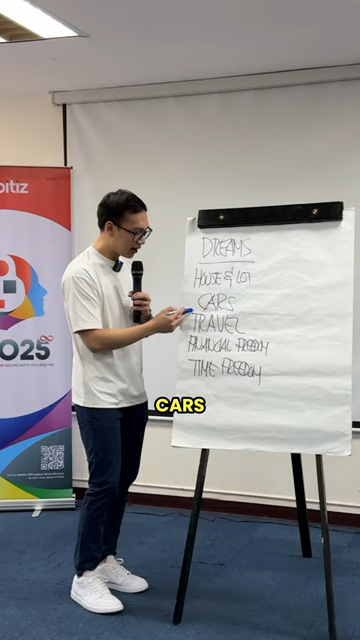 bitiz
2025
DREAMS
HOUSE & LOT
CARS
TRAVEL
FINANCIAL FREEDOM
TIME FREEDOM
CARS